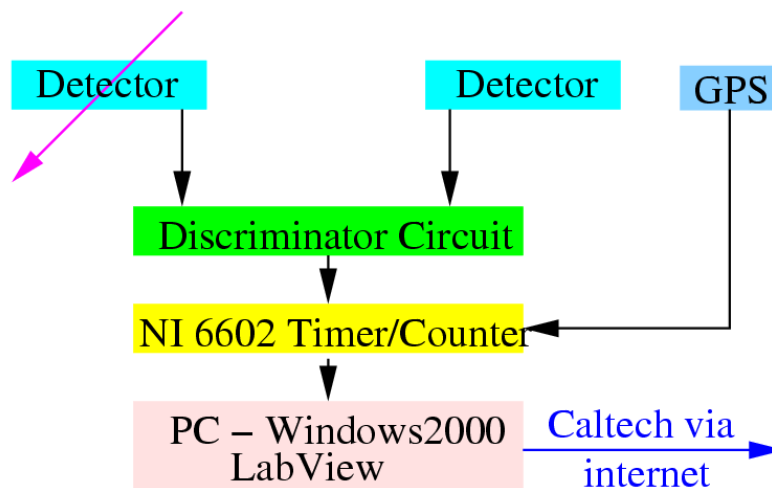 Detector
Detector
GPS
Discriminator Circuit
NI 6602 Timer/Counter
PC – Windows2000
LabView
Caltech via
internet